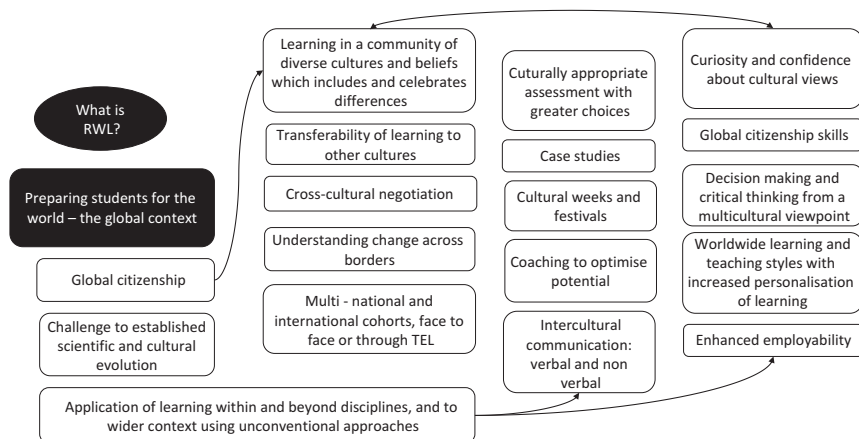 What is
RWL?
Preparing students for the
world – the global context
Global citizenship
Challenge to established
scientific and cultural
evolution
Application of learning within and beyond disciplines, and to
wider context using unconventional approaches
Learning in a community of
diverse cultures and beliefs
which includes and celebrates
differences
Transferability of learning to
other cultures
Cross-cultural negotiation
Understanding change across
borders
Multi - national and
international cohorts, face to
face or through TEL
Cuturally appropriate
assessment with
greater choices
Case studies
Cultural weeks and
festivals
Coaching to optimise
potential
Intercultural
communication:
verbal and non
verbal
Curiosity and confidence
about cultural views
Global citizenship skills
Decision making and
critical thinking from a
multicultural viewpoint
Worldwide learning and
teaching styles with
increased personalisation
of learning
Enhanced employability